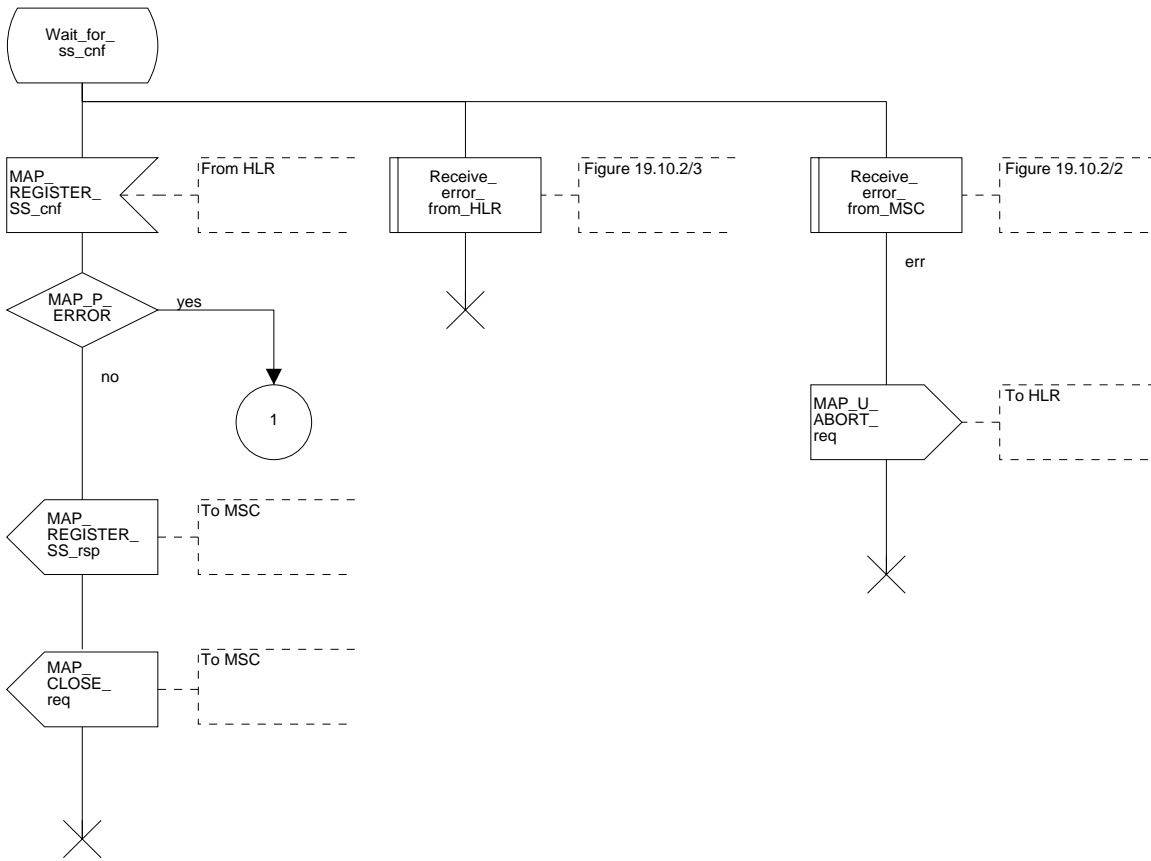 Wait_for_
ss_cnf
MAP_
REGISTER_
SS_cnf
From HLR
Receive_
error_
from_HLR
Figure 19.10.2/3
Receive_
error_
from_MSC
Figure 19.10.2/2
err
MAP_P_
ERROR
yes
no
1
MAP_U_
ABORT_
req
To HLR
MAP_
REGISTER_
SS_rsp
To MSC
MAP_
CLOSE_
req
To MSC